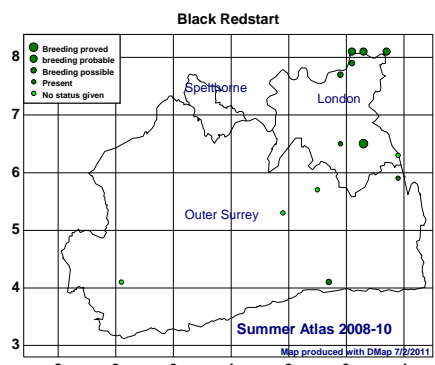 Black Redstart
Breeding proved
breeding probable
Breeding possible
Present
No status given
8
Spelthorne
London
7
6
Outer Surrey
5
4
Summer Atlas 2008-10
3
Map produced with DMap 7/2/2011